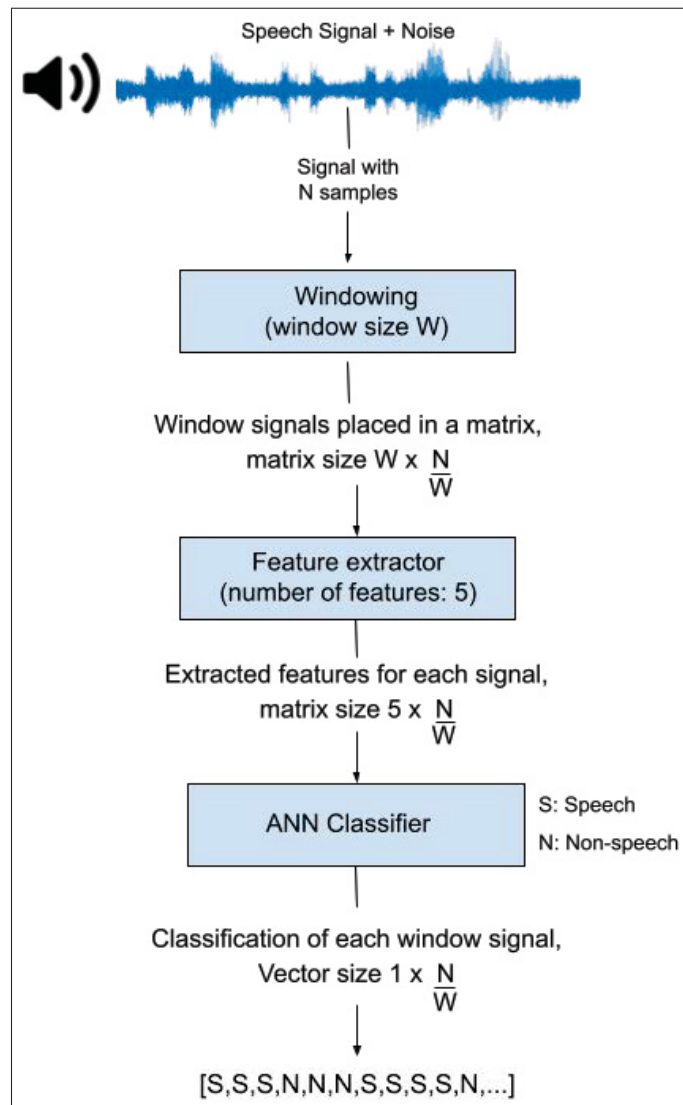 Speech Signal + Noise
Signal with
N samples
Windowing
(window size W)
Window signals placed in a matrix,
matrix size W x N/W
Feature extractor
(number of features: 5)
Extracted features for each signal,
matrix size 5 x N/W
ANN Classifier
S: Speech
N: Non-speech
Classification of each window signal,
Vector size 1 x N/W
[S,S,S,N,N,N,S,S,S,S,N,...]